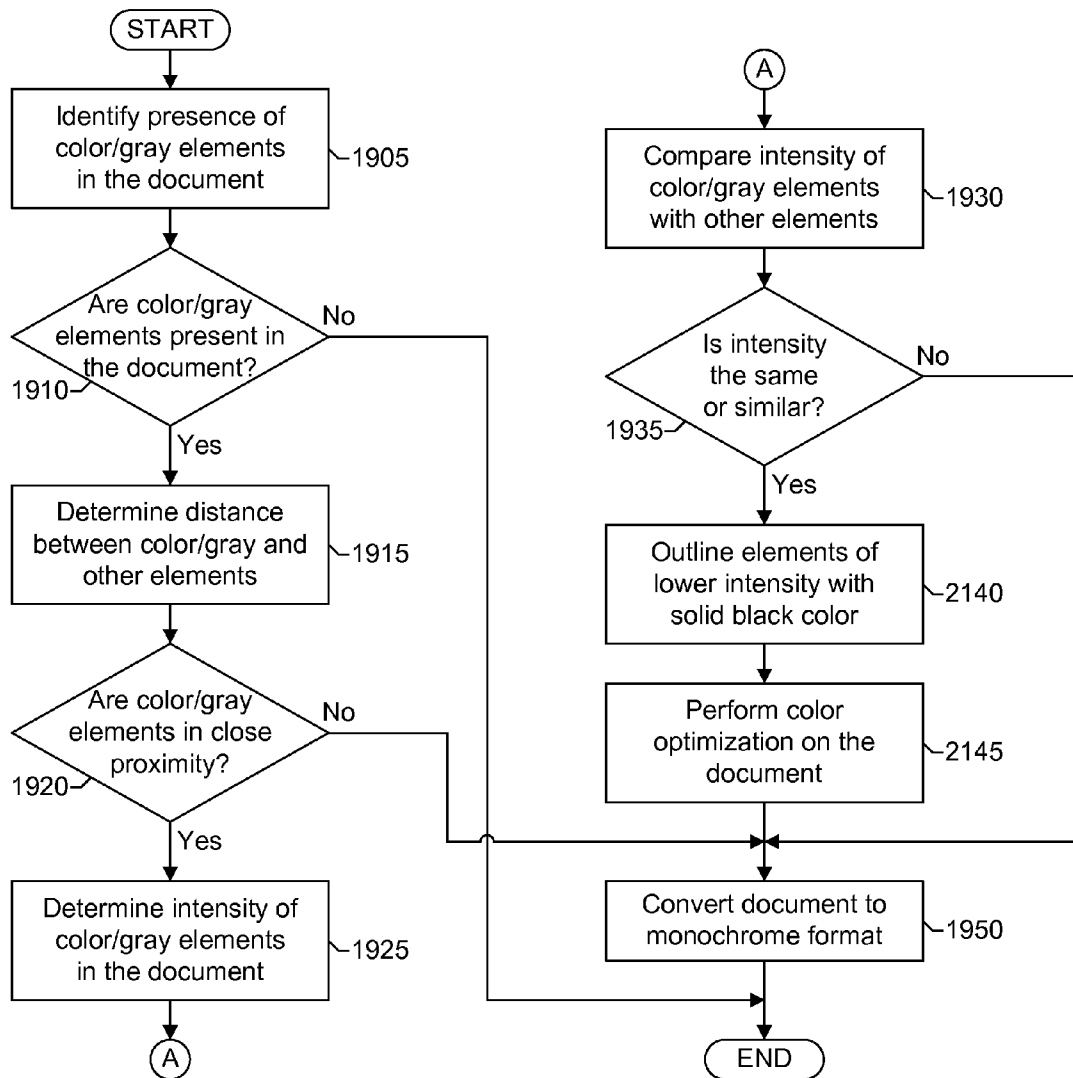 START
Identify presence of
color/gray elements
in the document
1905
Are color/gray
elements present in
the document?
No
1910
Yes
Determine distance
between color/gray and
other elements
1915
Are color/gray
elements in close
proximity?
No
1920
Yes
Determine intensity of
color/gray elements
in the document
1925
A
A
Compare intensity of
color/gray elements
with other elements
1930
Is intensity
the same
or similar?
No
1935
Yes
Outline elements of
lower intensity with
solid black color
2140
Perform color
optimization on the
document
2145
Convert document to
monochrome format
1950
END